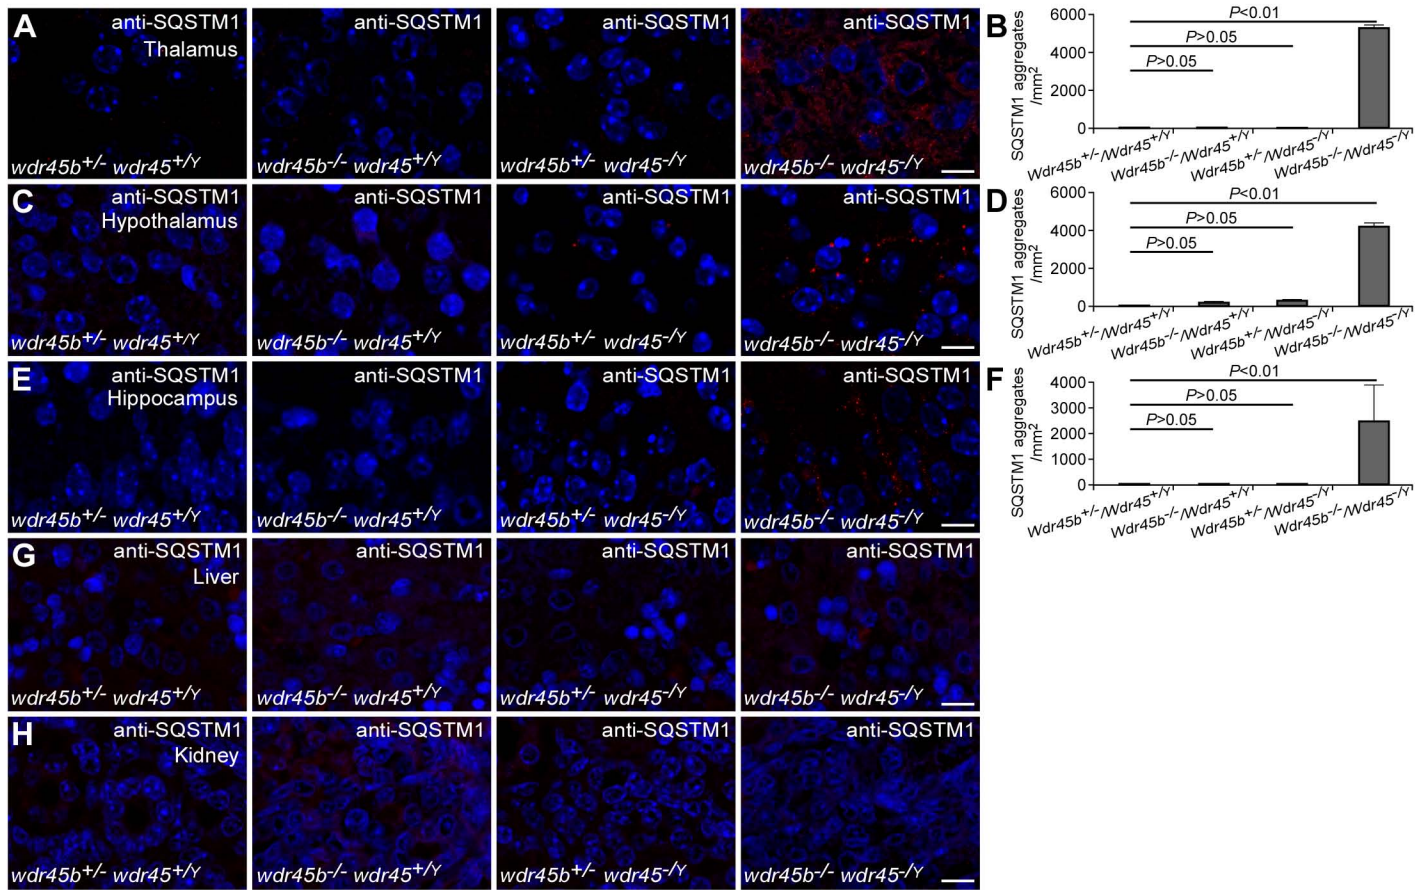 A
anti-SQSTM1
Thalamus
wdr45b+/- wdr45+/Y
anti-SQSTM1
wdr45b-/- wdr45+/Y
anti-SQSTM1
wdr45b+/- wdr45-/Y
anti-SQSTM1
wdr45b-/- wdr45-/Y
B
SQSTM1 aggregates
/mm2
6000
4000
2000
0
P<0.01
P>0.05
P>0.05
Wdr45b+/-/Wdr45+/Y
Wdr45b-/-/Wdr45+/Y
Wdr45b+/-/Wdr45-/Y
Wdr45b-/-/Wdr45-/Y
C
anti-SQSTM1
Hypothalamus
wdr45b+/- wdr45+/Y
anti-SQSTM1
wdr45b-/- wdr45+/Y
anti-SQSTM1
wdr45b+/- wdr45-/Y
anti-SQSTM1
wdr45b-/- wdr45-/Y
D
SQSTM1 aggregates
/mm2
6000
4000
2000
0
P<0.01
P>0.05
P>0.05
Wdr45b+/-/Wdr45+/Y
Wdr45b-/-/Wdr45+/Y
Wdr45b+/-/Wdr45-/Y
Wdr45b-/-/Wdr45-/Y
E
anti-SQSTM1
Hippocampus
wdr45b+/- wdr45+/Y
anti-SQSTM1
wdr45b-/- wdr45+/Y
anti-SQSTM1
wdr45b+/- wdr45-/Y
anti-SQSTM1
wdr45b-/- wdr45-/Y
F
SQSTM1 aggregates
/mm2
4000
3000
2000
1000
0
P<0.01
P>0.05
P>0.05
Wdr45b+/-/Wdr45+/Y
Wdr45b-/-/Wdr45+/Y
Wdr45b+/-/Wdr45-/Y
Wdr45b-/-/Wdr45-/Y
G
anti-SQSTM1
Liver
wdr45b+/- wdr45+/Y
anti-SQSTM1
wdr45b-/- wdr45+/Y
anti-SQSTM1
wdr45b+/- wdr45-/Y
anti-SQSTM1
wdr45b-/- wdr45-/Y
H
anti-SQSTM1
Kidney
wdr45b+/- wdr45+/Y
anti-SQSTM1
wdr45b-/- wdr45+/Y
anti-SQSTM1
wdr45b+/- wdr45-/Y
anti-SQSTM1
wdr45b-/- wdr45-/Y